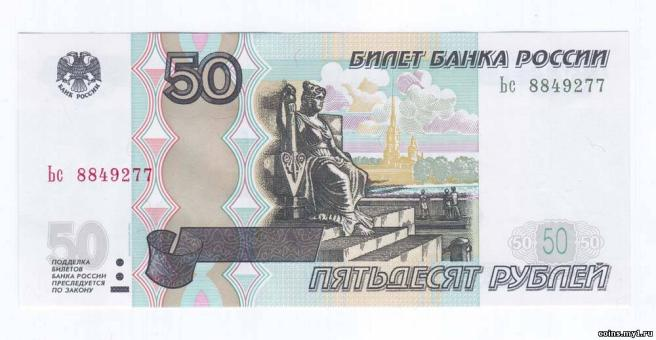 50
БИЛЕТ БАНКА РОССИИ
БАНК РОССИИ
Ьс 8849277
Ьс 8849277
50
50 50 50
ПОДДЕЛКА
БИЛЕТОВ
БАНКА РОССИИ
ПРЕСЛЕДУЕТСЯ
ПО ЗАКОНУ
ПЯТЬДЕСЯТ РУБЛЕЙ
coins.my1.ru